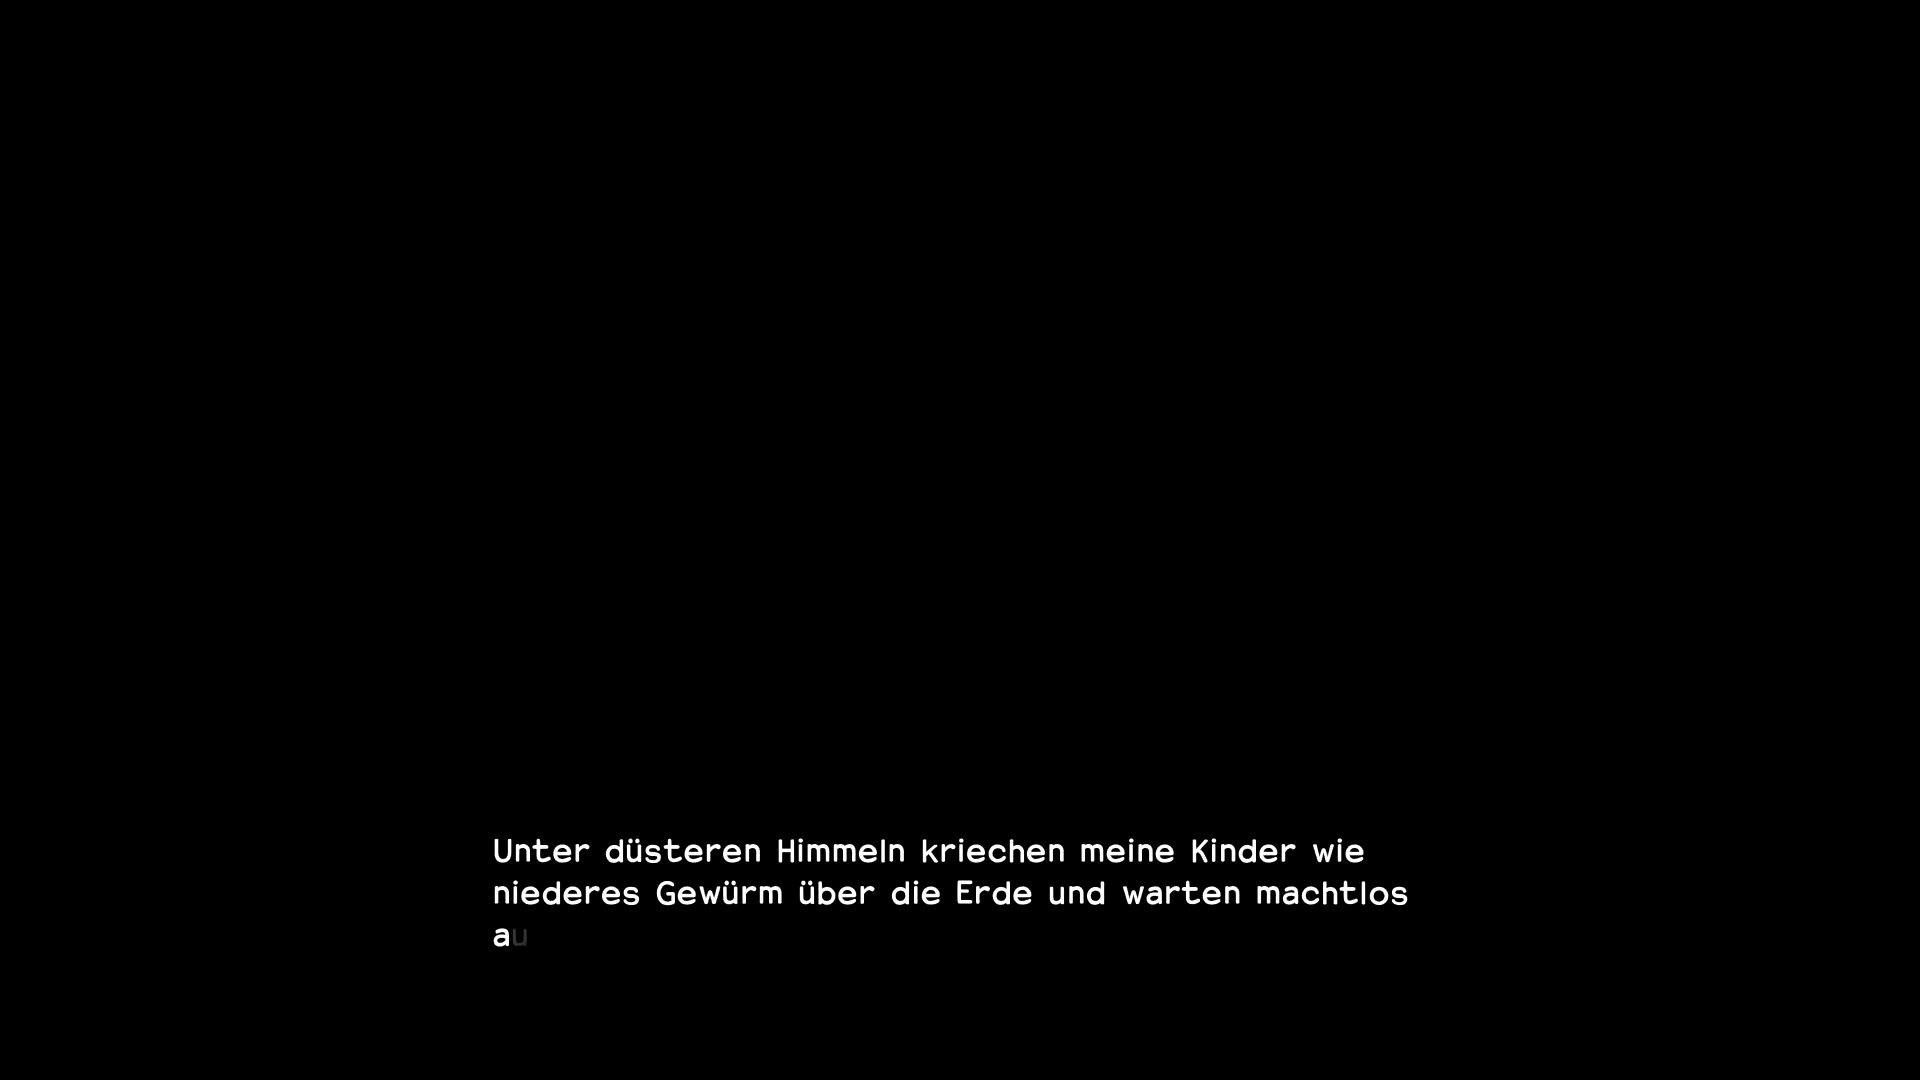 Unter düsteren Himmeln kriechen meine Kinder wie
niederes Gewürm über die Erde und warten machtlos
au